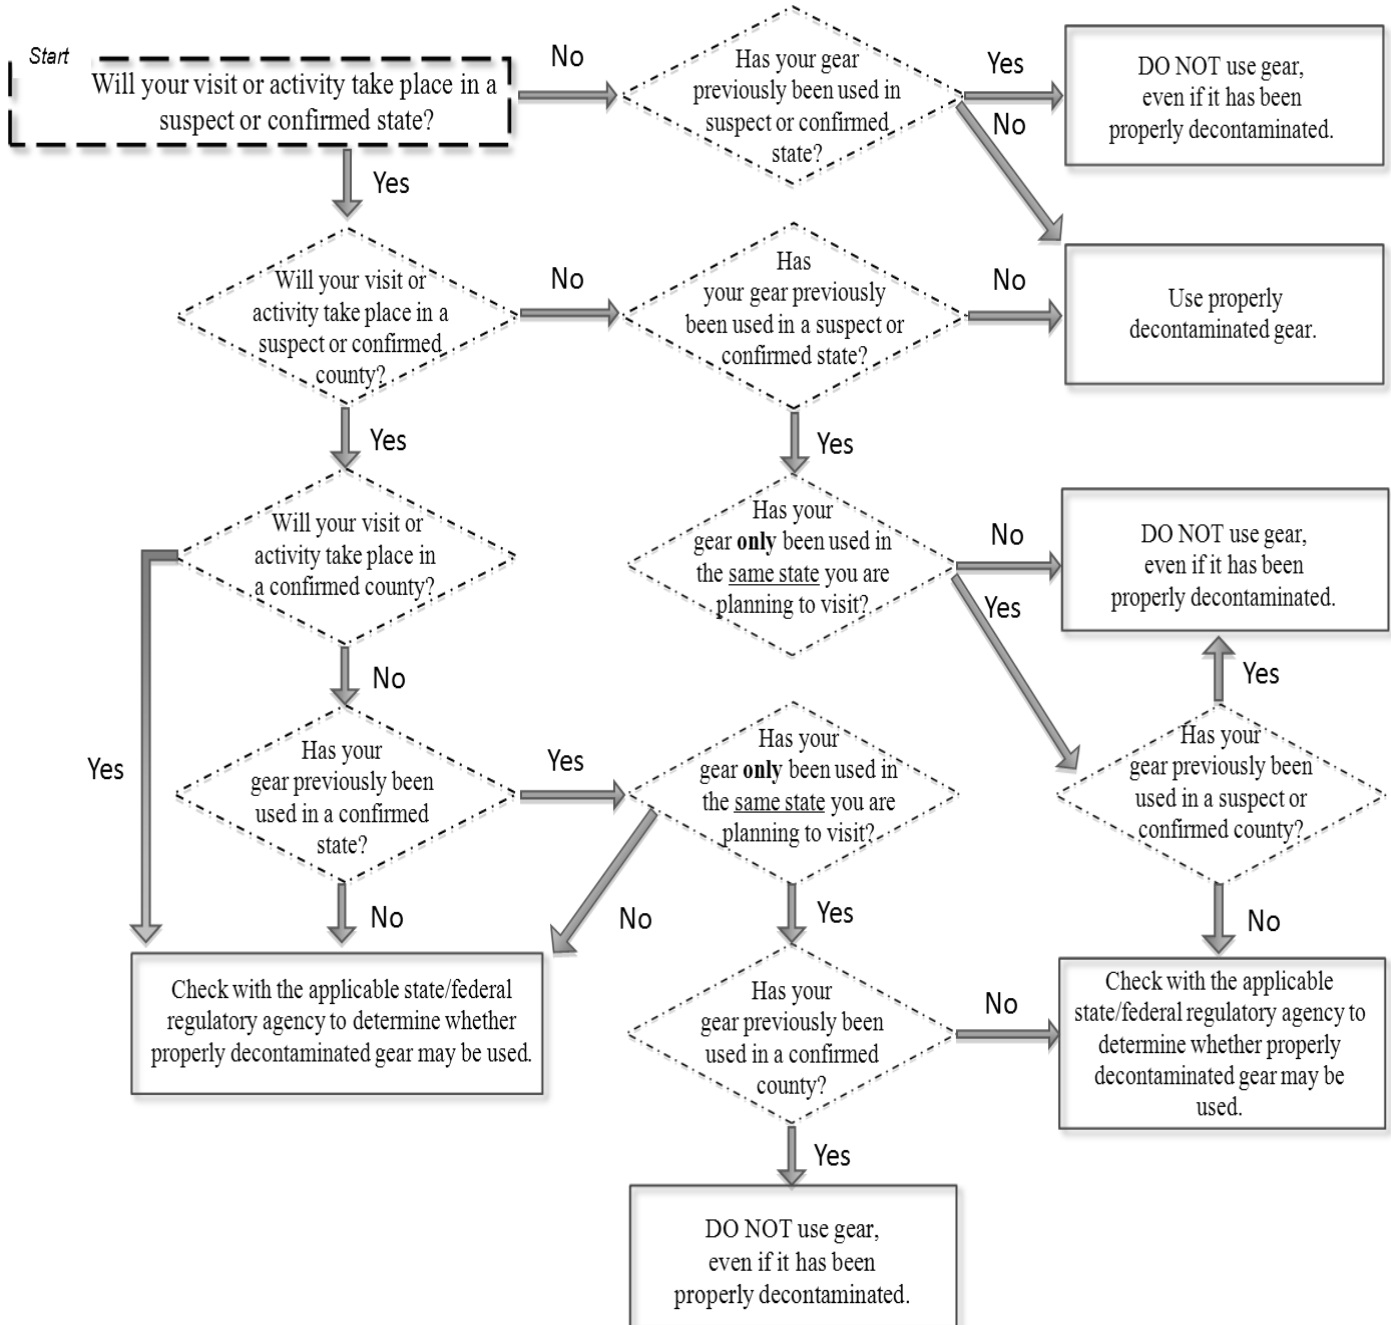 Start
Will your visit or activity take place in a
suspect or confirmed state?
No
Has your gear
previously been used in
suspect or confirmed
state?
Yes
No
DO NOT use gear,
even if it has been
properly decontaminated.
Yes
Will your visit or
activity take place in a
suspect or confirmed
county?
No
Has
your gear previously
been used in a suspect or
confirmed state?
No
Use properly
decontaminated gear.
Yes
Yes
Will your visit or
activity take place in
a confirmed county?
Has your
gear only been used in
the same state you are
planning to visit?
No
Yes
DO NOT use gear,
even if it has been
properly decontaminated.
No
Yes
Yes
Has your
gear previously been
used in a confirmed
state?
Yes
Has your
gear only been used in
the same state you are
planning to visit?
Has your
gear previously been
used in a suspect or
confirmed county?
No
No
Yes
No
Check with the applicable state/federal
regulatory agency to determine whether
properly decontaminated gear may be used.
Has your
gear previously been
used in a confirmed
county?
No
Check with the applicable
state/federal regulatory agency to
determine whether properly
decontaminated gear may be
used.
Yes
DO NOT use gear,
even if it has been
properly decontaminated.